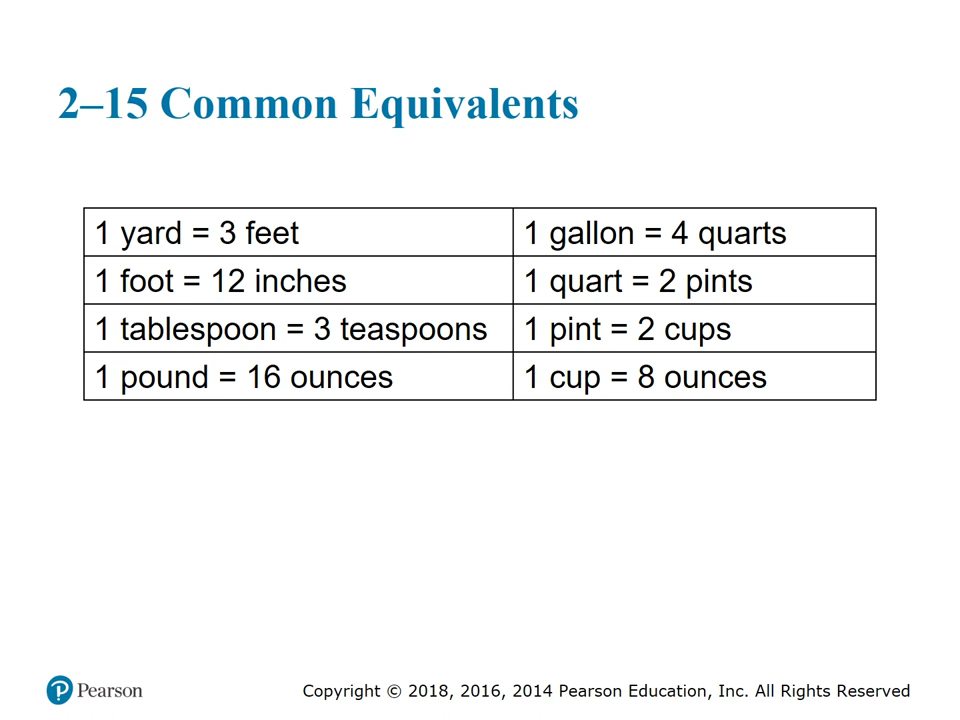 2–15 Common Equivalents
1 yard = 3 feet
1 gallon = 4 quarts
1 foot = 12 inches
1 quart = 2 pints
1 tablespoon = 3 teaspoons
1 pint = 2 cups
1 pound = 16 ounces
1 cup = 8 ounces
P Pearson
Copyright © 2018, 2016, 2014 Pearson Education, Inc. All Rights Reserved